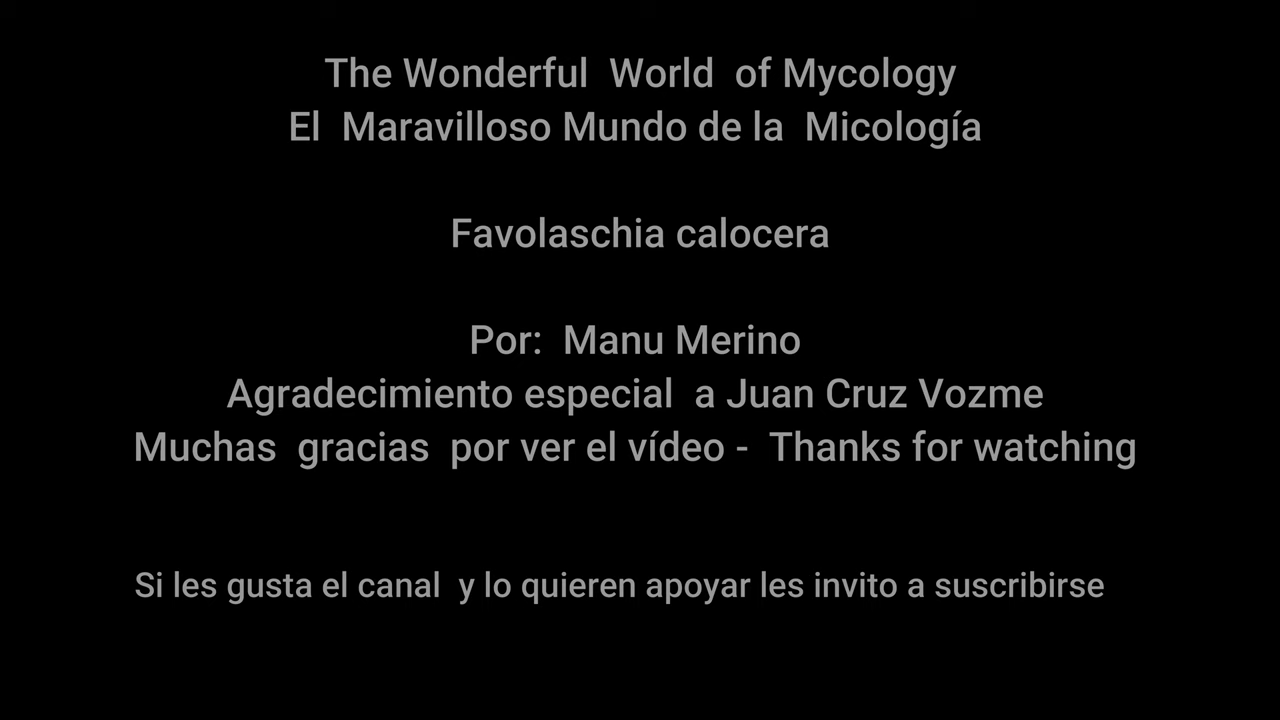 The Wonderful World of Mycology
El Maravilloso Mundo de la Micología
Favolaschia calocera
Por: Manu Merino
Agradecimiento especial a Juan Cruz Vozme
Muchas gracias por ver el vídeo - Thanks for watching
Si les gusta el canal y lo quieren apoyar les invito a suscribirse